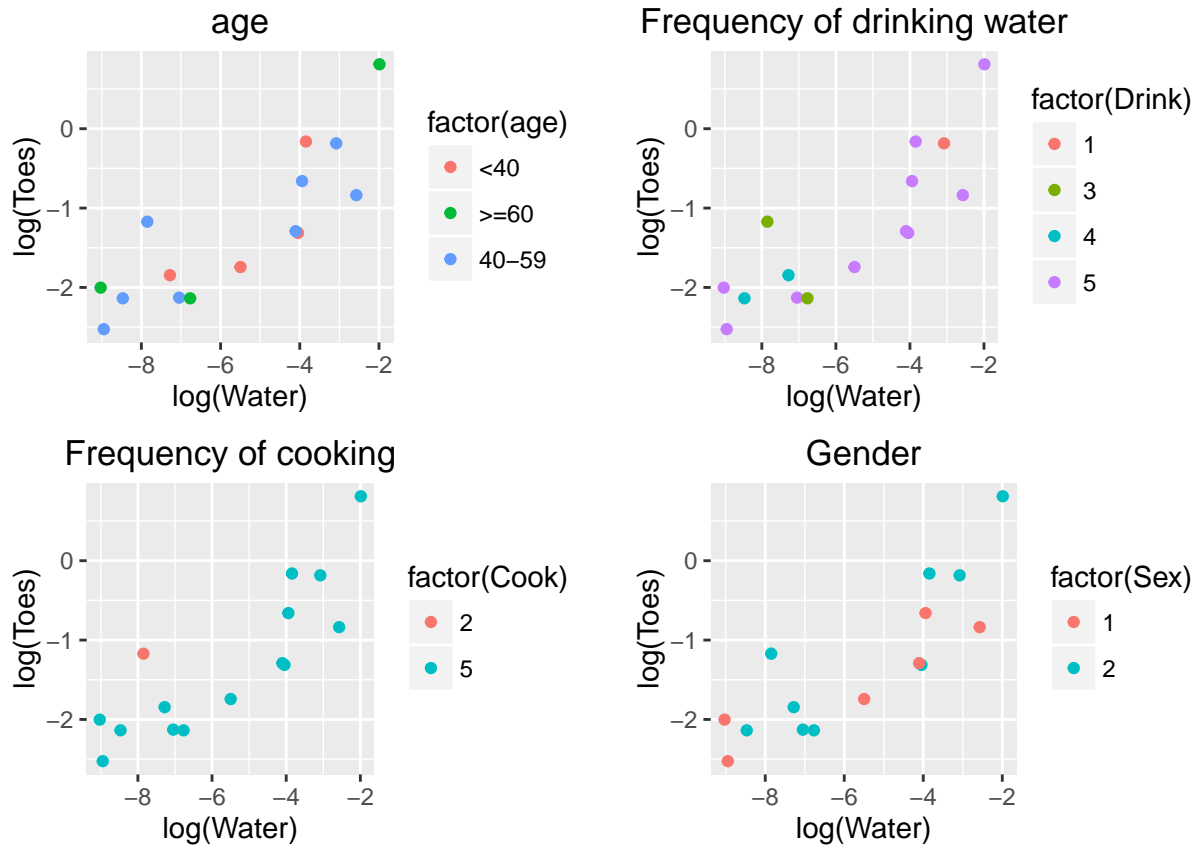 age
log(Toes)
0
−1
−2
−8 −6 −4 −2
log(Water)
factor(age)
<40
>=60
40−59
Frequency of drinking water
log(Toes)
0
−1
−2
−8 −6 −4 −2
log(Water)
factor(Drink)
1
3
4
5
Frequency of cooking
log(Toes)
0
−1
−2
−8 −6 −4 −2
log(Water)
factor(Cook)
2
5
Gender
log(Toes)
0
−1
−2
−8 −6 −4 −2
log(Water)
factor(Sex)
1
2